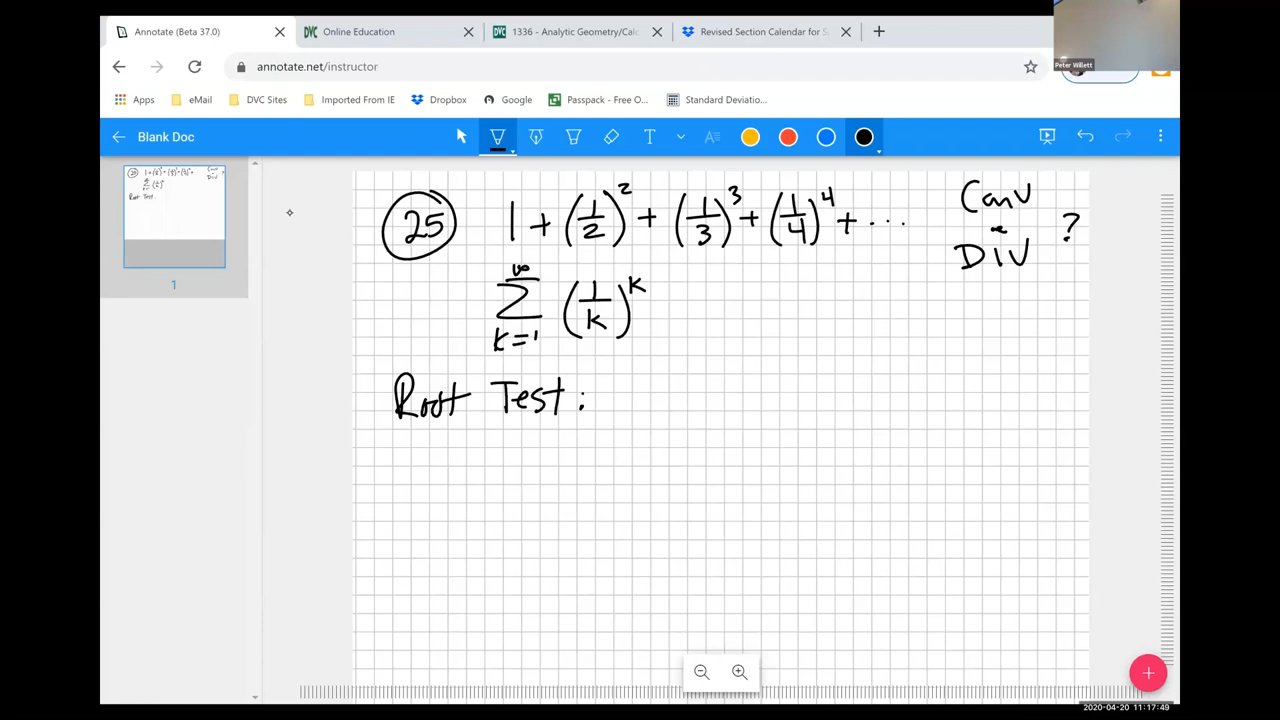 Annotate (Beta 37.0)
Online Education
1336 - Analytic Geometry/Calc
Revised Section Calendar for S
annotate.net/instructor
Peter Willett
Apps
eMail
DVC Sites
Imported From IE
Dropbox
Google
Passpack - Free O...
Standard Deviatio...
Blank Doc
1
25 1 + (1/2)^2 + (1/3)^3 + (1/4)^4 + ... Conv
or ?
Div
∞
Σ (1/k)^k
k=1
Root Test:
2020-04-20 11:17:49